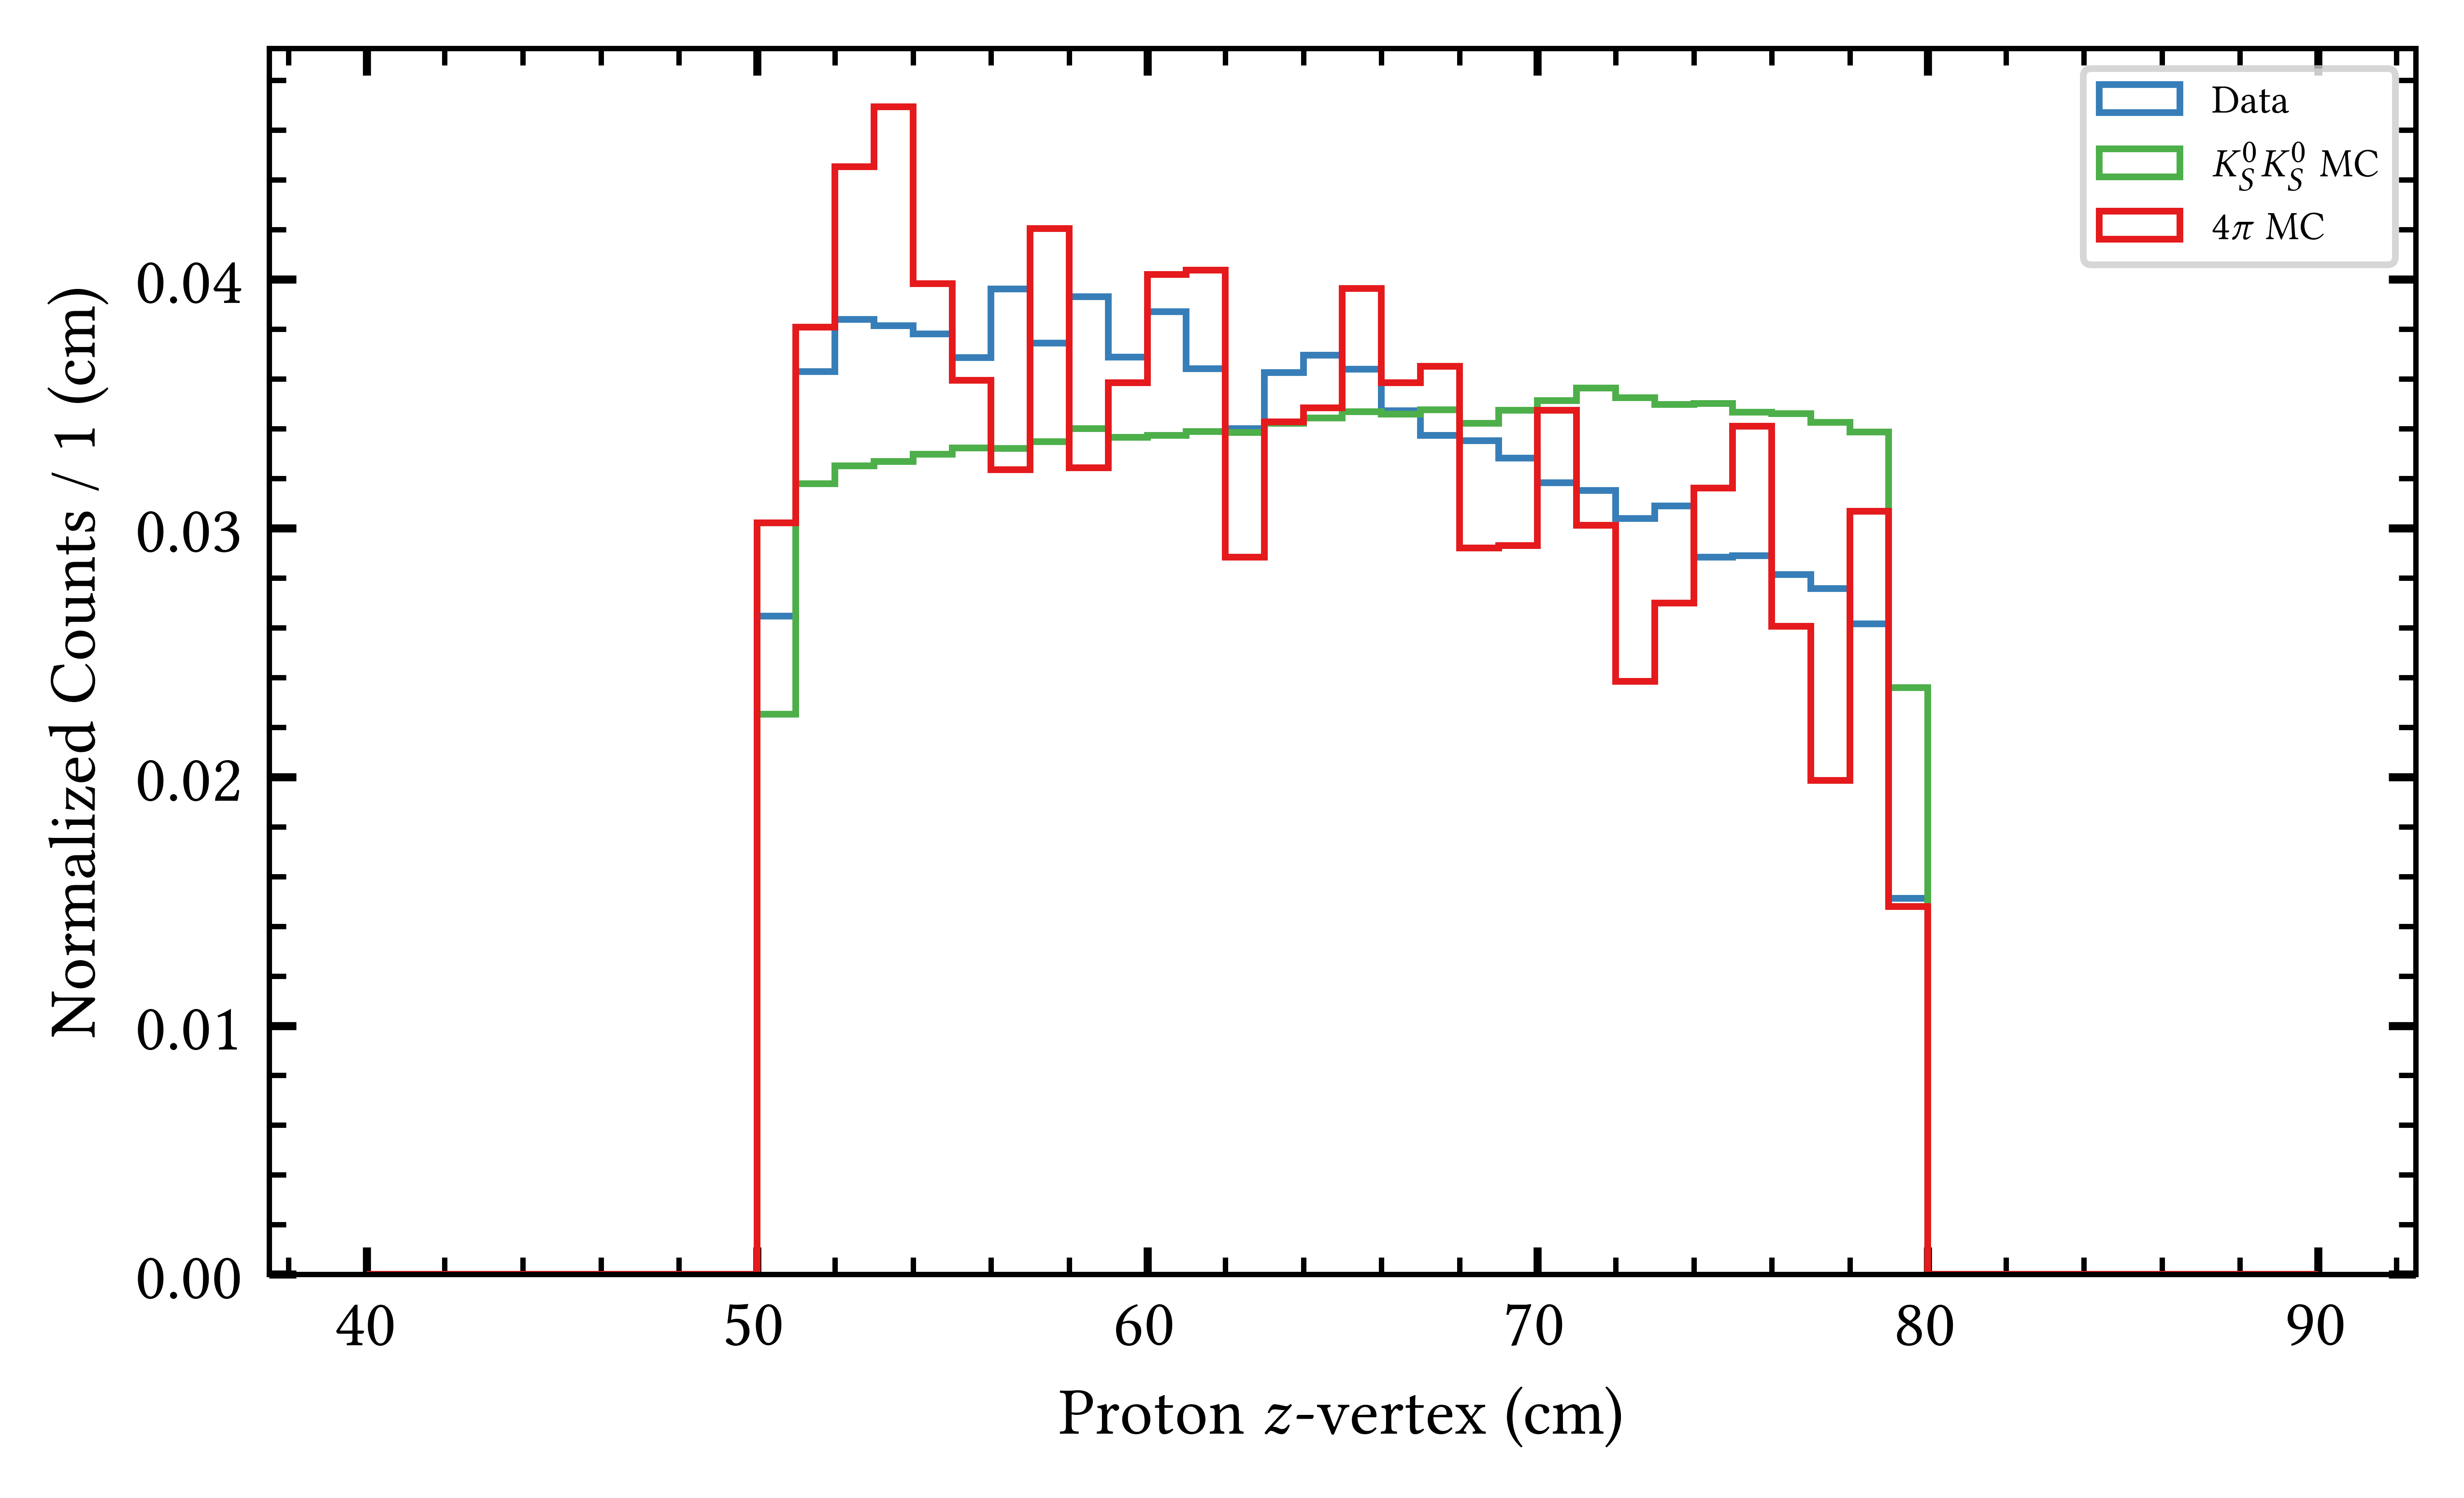 Data
$K_S^0 K_S^0$ MC
4π MC
Normalized Counts / 1 (cm)
0.04
0.03
0.02
0.01
0.00
40 50 60 70 80 90
Proton z-vertex (cm)